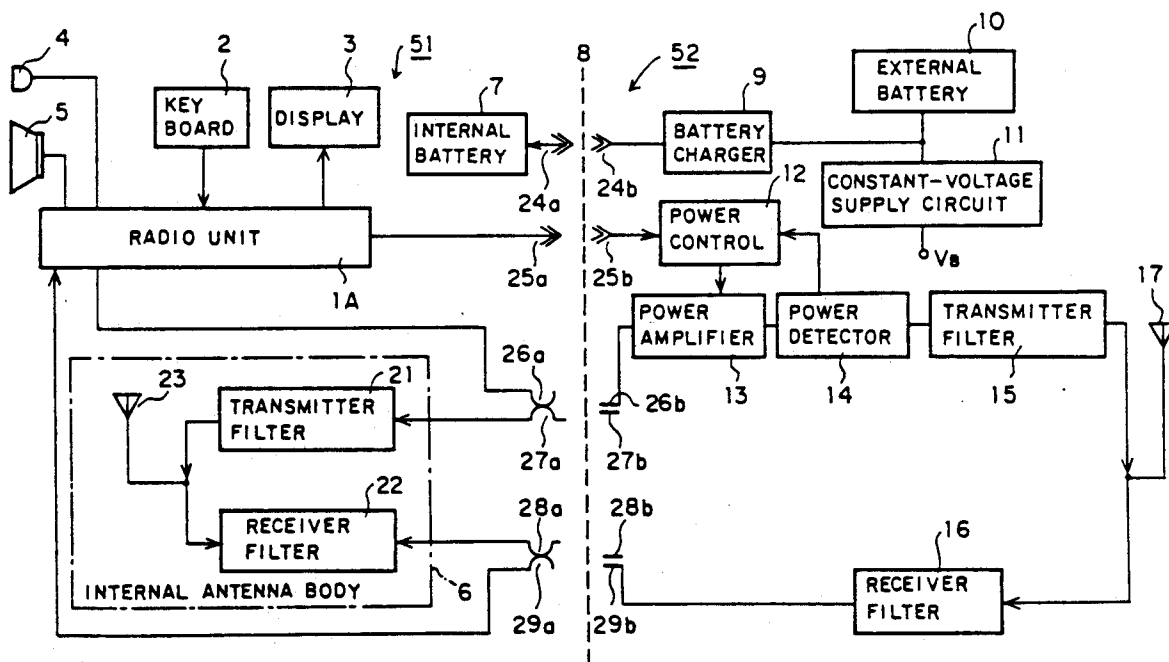 4
5
2
3
51
8
52
10
KEY
BOARD
DISPLAY
7
INTERNAL
BATTERY
9
BATTERY
CHARGER
EXTERNAL
BATTERY
11
CONSTANT-VOLTAGE
SUPPLY CIRCUIT
24a
24b
12
RADIO UNIT
POWER
CONTROL
VB
1A
25a
25b
17
POWER
AMPLIFIER
POWER
DETECTOR
TRANSMITTER
FILTER
13
14
15
26a
26b
23
21
TRANSMITTER
FILTER
27a
27b
22
28a
28b
RECEIVER
FILTER
16
RECEIVER
FILTER
INTERNAL ANTENNA BODY
6
29a
29b